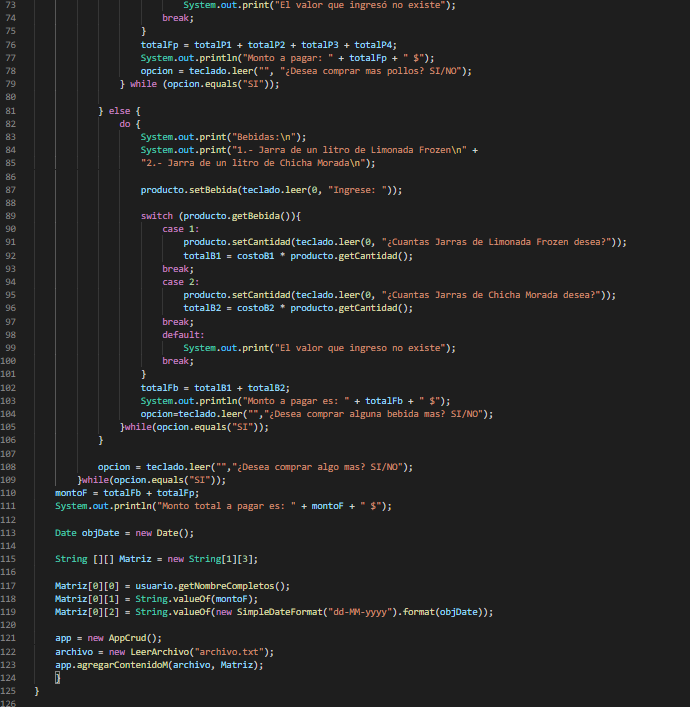 73 System.out.print("El valor que ingresó no existe");
74 break;
75 }
76 totalFp = totalP1 + totalP2 + totalP3 + totalP4;
77 System.out.println("Monto a pagar: " + totalFp + " $");
78 opcion = teclado.leer("", "¿Desea comprar mas pollos? SI/NO");
79 } while (opcion.equals("SI"));
80
81 } else {
82 do {
83 System.out.print("Bebidas:\n");
84 System.out.print("1.- Jarra de un litro de Limonada Frozen\n" +
85 "2.- Jarra de un litro de Chicha Morada\n");
86
87 producto.setBebida(teclado.leer(0, "Ingrese: "));
88
89 switch (producto.getBebida()){
90 case 1:
91 producto.setCantidad(teclado.leer(0, "¿Cuantas Jarras de Limonada Frozen desea?"));
92 totalB1 = costoB1 * producto.getCantidad();
93 break;
94 case 2:
95 producto.setCantidad(teclado.leer(0, "¿Cuantas Jarras de Chicha Morada desea?"));
96 totalB2 = costoB2 * producto.getCantidad();
97 break;
98 default:
99 System.out.print("El valor que ingreso no existe");
100 break;
101 }
102 totalFb = totalB1 + totalB2;
103 System.out.println("Monto a pagar es: " + totalFb + " $");
104 opcion=teclado.leer("","¿Desea comprar alguna bebida mas? SI/NO");
105 }while(opcion.equals("SI"));
106 }
107
108 opcion = teclado.leer("","¿Desea comprar algo mas? SI/NO");
109 }while(opcion.equals("SI"));
110 montoF = totalFb + totalFp;
111 System.out.println("Monto total a pagar es: " + montoF + " $");
112
113 Date objDate = new Date();
114
115 String [][] Matriz = new String[1][3];
116
117 Matriz[0][0] = usuario.getNombreCompletos();
118 Matriz[0][1] = String.valueOf(montoF);
119 Matriz[0][2] = String.valueOf(new SimpleDateFormat("dd-MM-yyyy").format(objDate));
120
121 app = new AppCrud();
122 archivo = new LeerArchivo("archivo.txt");
123 app.agregarContenidoM(archivo, Matriz);
124 }
125 }
126